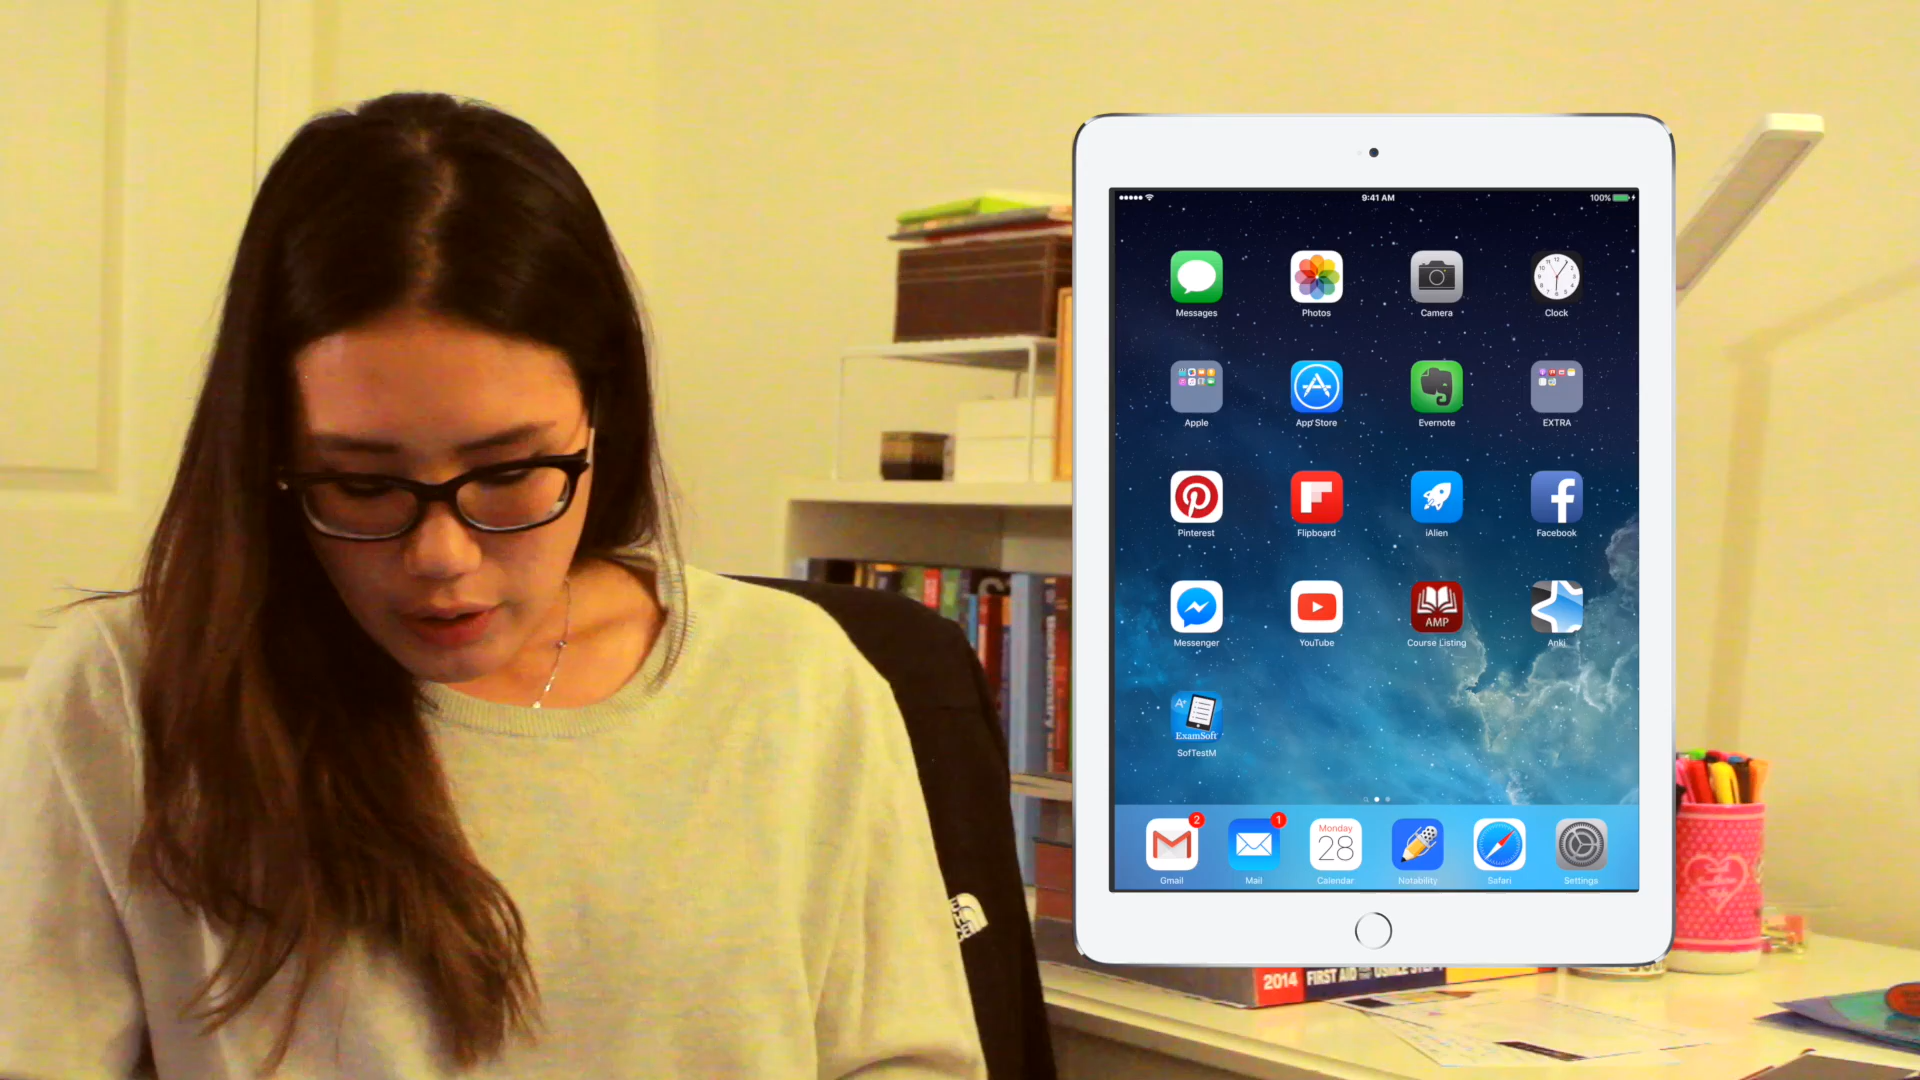 9:41 AM
100%
Messages
Photos
Camera
Clock
Apple
App Store
Evernote
EXTRA
Pinterest
Flipboard
iAlien
Facebook
Messenger
YouTube
AMP
Course Listing
Anki
A+
ExamSoft
SofTestM
2
1
Monday
28
Gmail
Mail
Calendar
Notability
Safari
Settings
Biochemistry
2014 FIRST AID